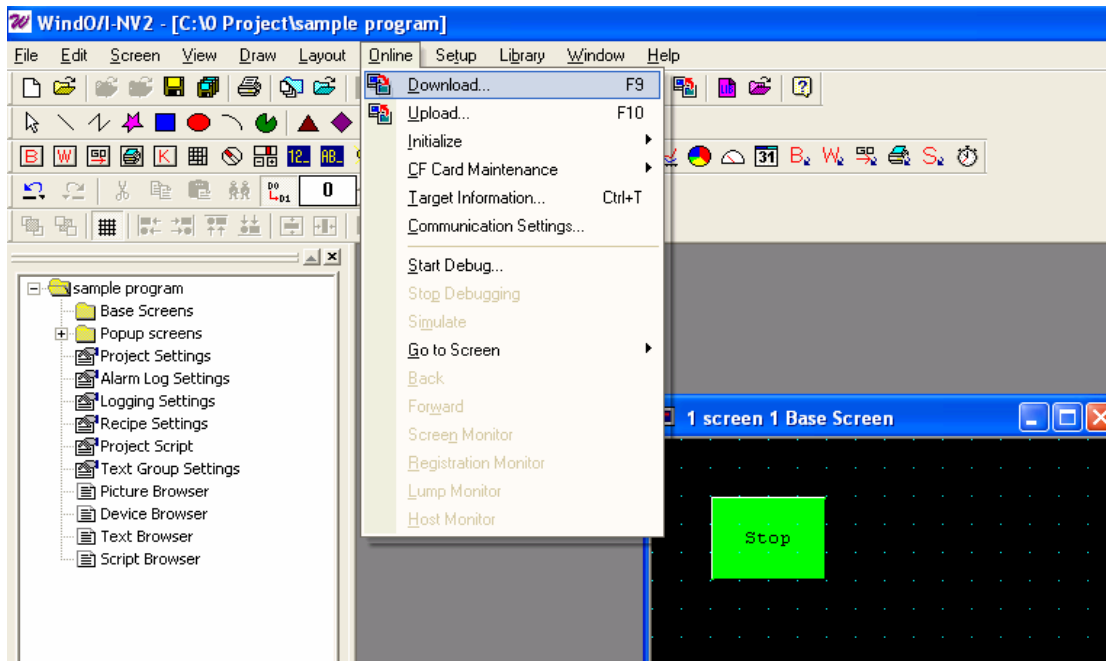 WindO/I-NV2 - [C:\0 Project\sample program]
File Edit Screen View Draw Layout Online Setup Library Window Help
Download... F9
Upload... F10
Initialize
CF Card Maintenance
Target Information... Ctrl+T
Communication Settings...
Start Debug...
Stop Debugging
Simulate
Go to Screen
Back
Forward
Screen Monitor
Registration Monitor
Lump Monitor
Host Monitor
0
sample program
Base Screens
Popup screens
Project Settings
Alarm Log Settings
Logging Settings
Recipe Settings
Project Script
Text Group Settings
Picture Browser
Device Browser
Text Browser
Script Browser
1 screen 1 Base Screen
Stop